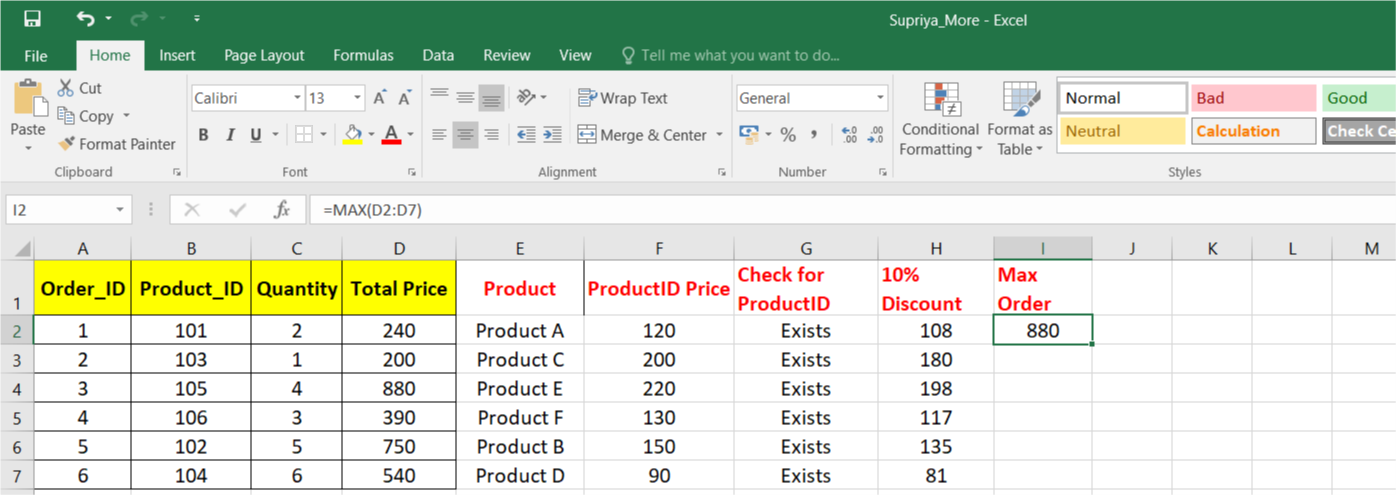 Supriya_More - Excel
File Home Insert Page Layout Formulas Data Review View Tell me what you want to do...
Paste
Cut
Copy
Format Painter
Clipboard
Calibri 13 A A
B I U A
Font
Wrap Text
Merge & Center
Alignment
General
% , .0 .00 .00 .0
Number
Conditional Formatting
Format as Table
Normal Bad Good
Neutral Calculation Check Ce
Styles
I2 fx =MAX(D2:D7)
A B C D E F G H I J K L M
1 Order_ID Product_ID Quantity Total Price Product ProductID Price Check for ProductID 10% Discount Max Order
2 1 101 2 240 Product A 120 Exists 108 880
3 2 103 1 200 Product C 200 Exists 180
4 3 105 4 880 Product E 220 Exists 198
5 4 106 3 390 Product F 130 Exists 117
6 5 102 5 750 Product B 150 Exists 135
7 6 104 6 540 Product D 90 Exists 81